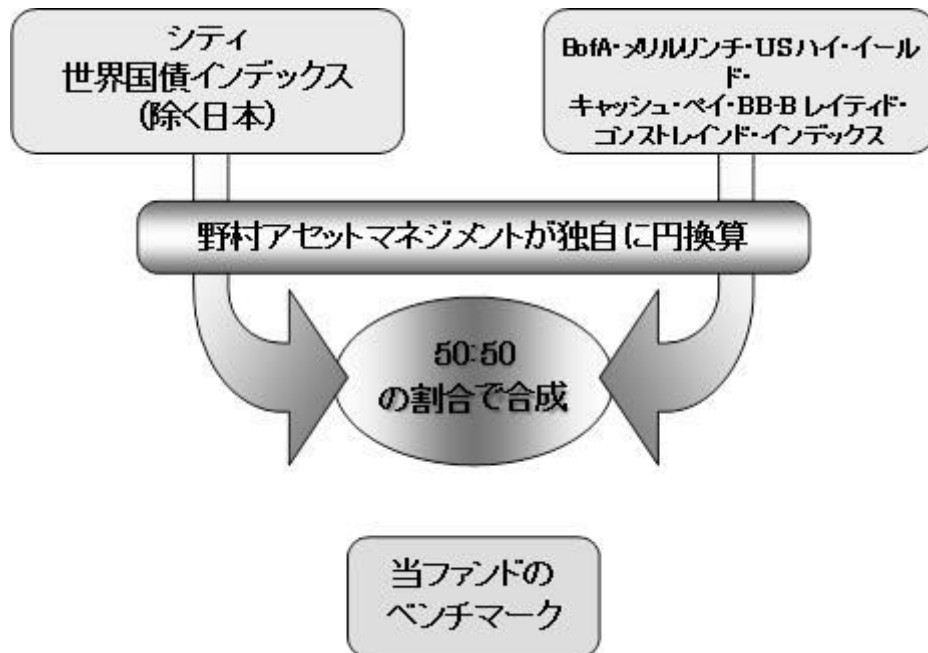 シティ
世界国債インデックス
(除く日本)
BofA・メリルリンチ・USハイ・イール
ド・
キャッシュ・ペイ・BB-Bレイティド・
コンストレインド・インデックス
野村アセットマネジメントが独自に円換算
50:50
の割合で合成
当ファンドの
ベンチマーク